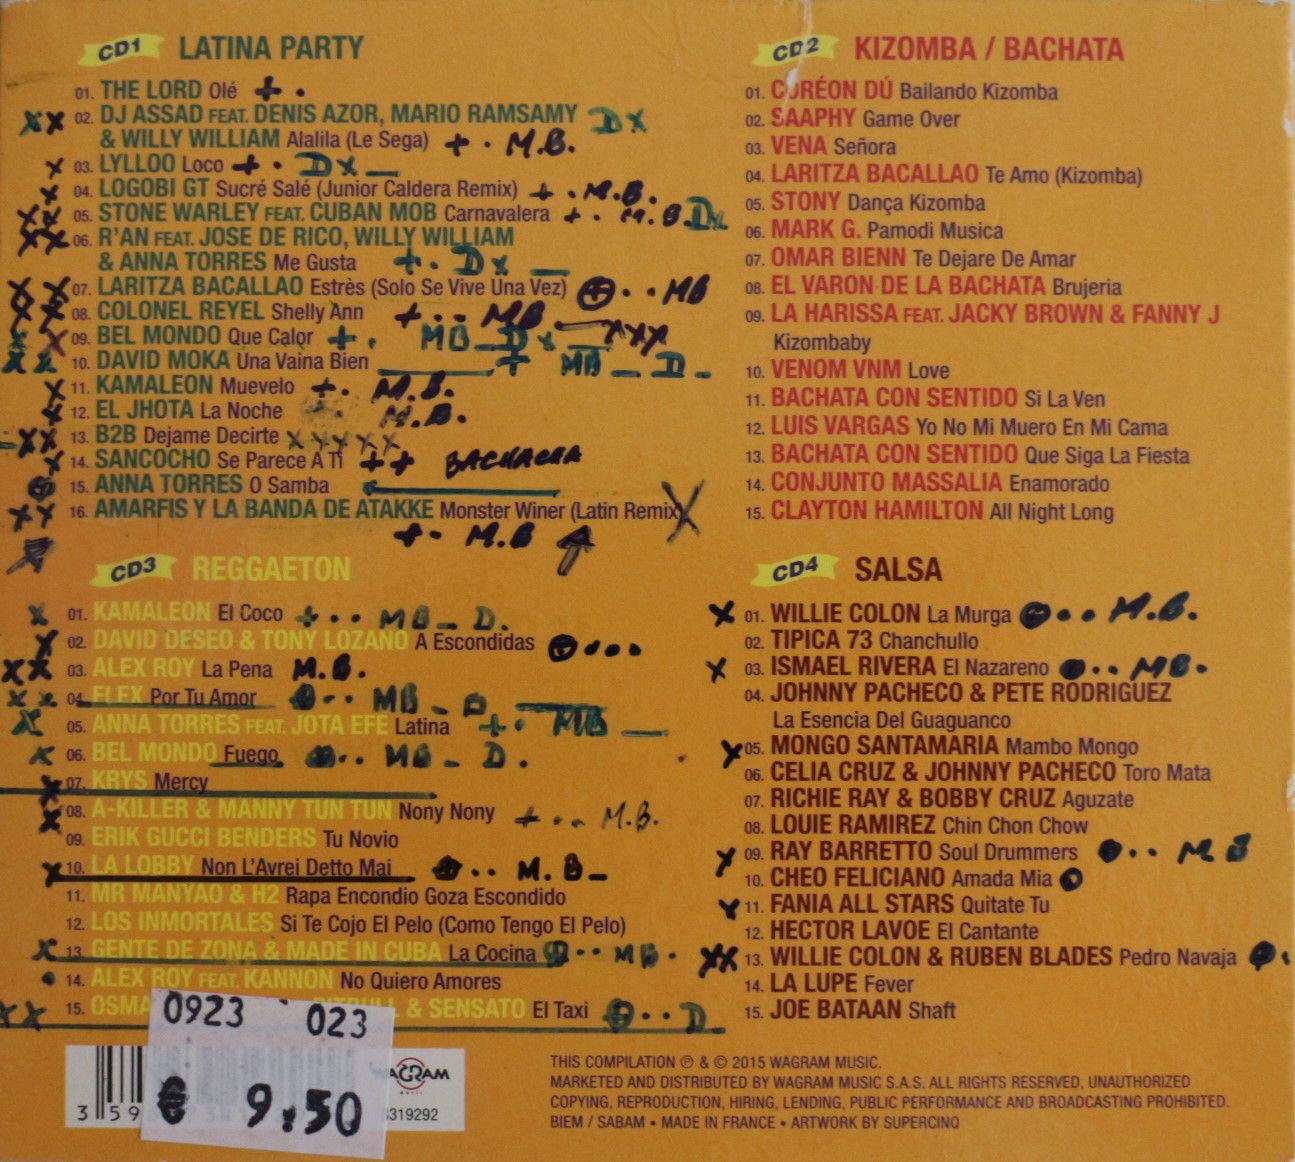 CD1 LATINA PARTY
01. THE LORD Olé + •
02. DJ ASSAD FEAT. DENIS AZOR, MARIO RAMSAMY D x
& WILLY WILLIAM Alalila (Le Sega) + • M.B.
03. LYLLOO Loco + • D x _
04. LOGOBI GT Sucré Salé (Junior Caldera Remix) + • M.B.
05. STONE WARLEY FEAT. CUBAN MOB Carnavalera + • M.B. D x
06. R'AN FEAT. JOSE DE RICO, WILLY WILLIAM
& ANNA TORRES Me Gusta + • D x _
07. LARITZA BACALLAO Estrès (Solo Se Vive Una Vez) ⊕ • • MB
08. COLONEL REYEL Shelly Ann + • • MB _
09. BEL MONDO Que Calor + • MB _ D x _ xxx
10. DAVID MOKA Una Vaina Bien _ + MB _ D _
11. KAMALEON Muevelo + • M.B.
12. EL JHOTA La Noche + • M.B.
13. B2B Dejame Decirte x x x x x
14. SANCOCHO Se Parece A Ti + +
15. ANNA TORRES O Samba
16. AMARFIS Y LA BANDA DE ATAKKE Monster Winer (Latin Remix) X
+ • M.B ↑
CD2 KIZOMBA / BACHATA
01. CORÉON DÚ Bailando Kizomba
02. SAAPHY Game Over
03. VENA Señora
04. LARITZA BACALLAO Te Amo (Kizomba)
05. STONY Dança Kizomba
06. MARK G. Pamodi Musica
07. OMAR BIENN Te Dejare De Amar
08. EL VARON DE LA BACHATA Brujeria
09. LA HARISSA FEAT. JACKY BROWN & FANNY J
Kizombaby
10. VENOM VNM Love
11. BACHATA CON SENTIDO Si La Ven
12. LUIS VARGAS Yo No Mi Muero En Mi Cama
13. BACHATA CON SENTIDO Que Siga La Fiesta
14. CONJUNTO MASSALIA Enamorado
15. CLAYTON HAMILTON All Night Long
CD3 REGGAETON
01. KAMALEON El Coco + • • MB _ D.
02. DAVID DESEO & TONY LOZANO A Escondidas ⊖ • • •
03. ALEX ROY La Pena M.B.
04. FLEX Por Tu Amor • • MB _ D
05. ANNA TORRES FEAT. JOTA EFE Latina + • MB _
06. BEL MONDO Fuego • • MB _ D.
07. KRYS Mercy
08. A-KILLER & MANNY TUN TUN Nony Nony + • • M.B.
09. ERIK GUCCI BENDERS Tu Novio
10. LA LOBBY Non L'Avrei Detto Mai • • M.B _
11. MR MANYAO & H2 Rapa Encondio Goza Escondido
12. LOS INMORTALES Si Te Cojo El Pelo (Como Tengo El Pelo)
13. GENTE DE ZONA & MADE IN CUBA La Cocina • • MB •
14. ALEX ROY FEAT. KANNON No Quiero Amores
15. OSMA PITBULL & SENSATO El Taxi ⊖ • • D _
CD4 SALSA
01. WILLIE COLON La Murga ⊖ • • M.B.
02. TIPICA 73 Chanchullo
03. ISMAEL RIVERA El Nazareno ● • • MB •
04. JOHNNY PACHECO & PETE RODRIGUEZ
La Esencia Del Guaguanco
05. MONGO SANTAMARIA Mambo Mongo
06. CELIA CRUZ & JOHNNY PACHECO Toro Mata
07. RICHIE RAY & BOBBY CRUZ Aguzate
08. LOUIE RAMIREZ Chin Chon Chow
09. RAY BARRETTO Soul Drummers ● • • M B
10. CHEO FELICIANO Amada Mia O
11. FANIA ALL STARS Quitate Tu
12. HECTOR LAVOE El Cantante
13. WILLIE COLON & RUBEN BLADES Pedro Navaja ● •
14. LA LUPE Fever
15. JOE BATAAN Shaft
0923 023
€ 9.50
3 59
319292
WAGRAM
THIS COMPILATION ℗ & © 2015 WAGRAM MUSIC.
MARKETED AND DISTRIBUTED BY WAGRAM MUSIC S.A.S. ALL RIGHTS RESERVED, UNAUTHORIZED
COPYING, REPRODUCTION, HIRING, LENDING, PUBLIC PERFORMANCE AND BROADCASTING PROHIBITED.
BIEM / SABAM • MADE IN FRANCE • ARTWORK BY SUPERCINQ